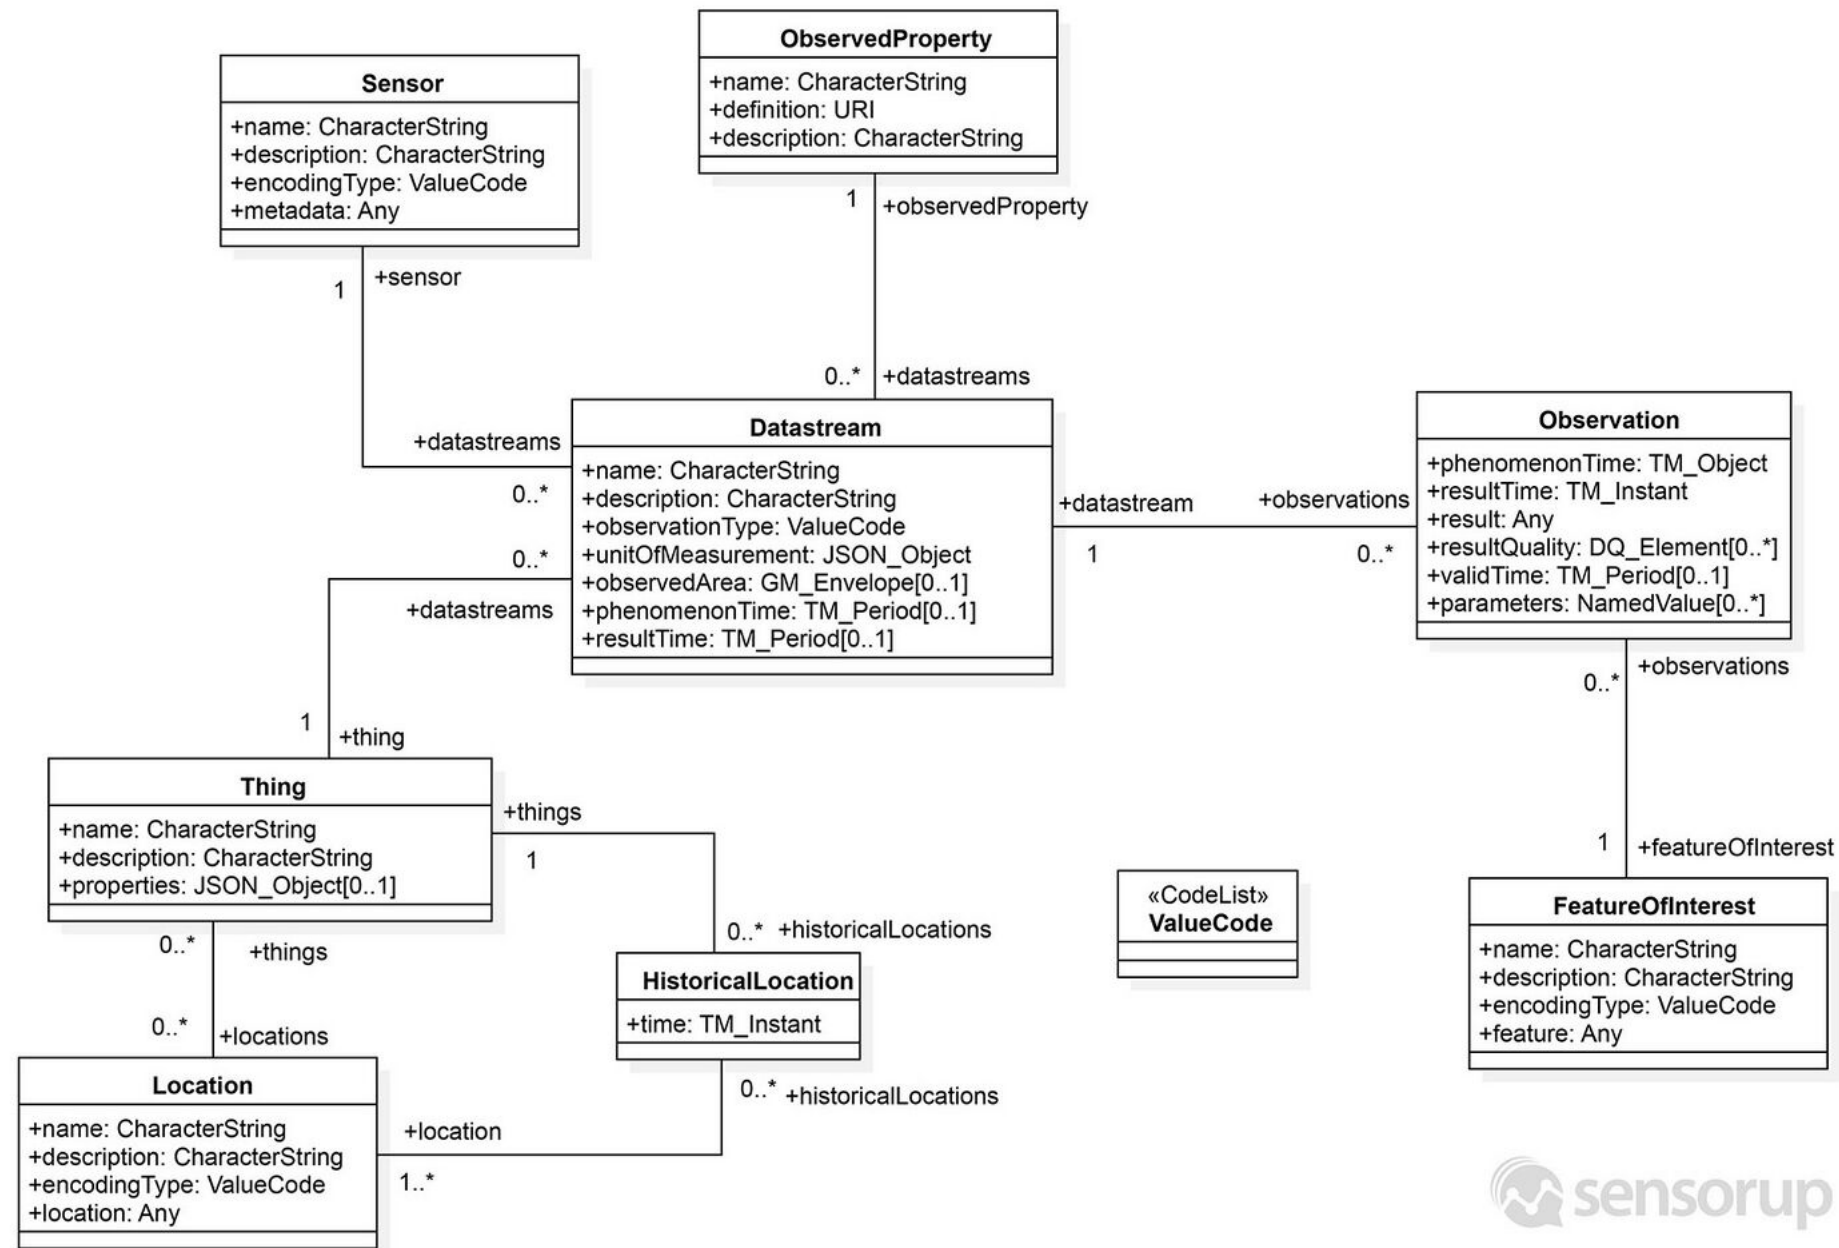 ObservedProperty
+name: CharacterString
+definition: URI
+description: CharacterString
Sensor
+name: CharacterString
+description: CharacterString
+encodingType: ValueCode
+metadata: Any
1
+observedProperty
+sensor
1
0..*
+datastreams
+datastreams
0..*
Datastream
+name: CharacterString
+description: CharacterString
+observationType: ValueCode
+unitOfMeasurement: JSON_Object
+observedArea: GM_Envelope[0..1]
+phenomenonTime: TM_Period[0..1]
+resultTime: TM_Period[0..1]
+datastream
1
+observations
0..*
Observation
+phenomenonTime: TM_Object
+resultTime: TM_Instant
+result: Any
+resultQuality: DQ_Element[0..*]
+validTime: TM_Period[0..1]
+parameters: NamedValue[0..*]
0..*
+datastreams
+observations
0..*
1
+thing
Thing
+name: CharacterString
+description: CharacterString
+properties: JSON_Object[0..1]
+things
1
0..*
+historicalLocations
1
+featureOfInterest
«CodeList»
ValueCode
FeatureOfInterest
+name: CharacterString
+description: CharacterString
+encodingType: ValueCode
+feature: Any
0..*
+things
0..*
+locations
HistoricalLocation
+time: TM_Instant
0..*
+historicalLocations
Location
+name: CharacterString
+description: CharacterString
+encodingType: ValueCode
+location: Any
+location
1..*
sensorup